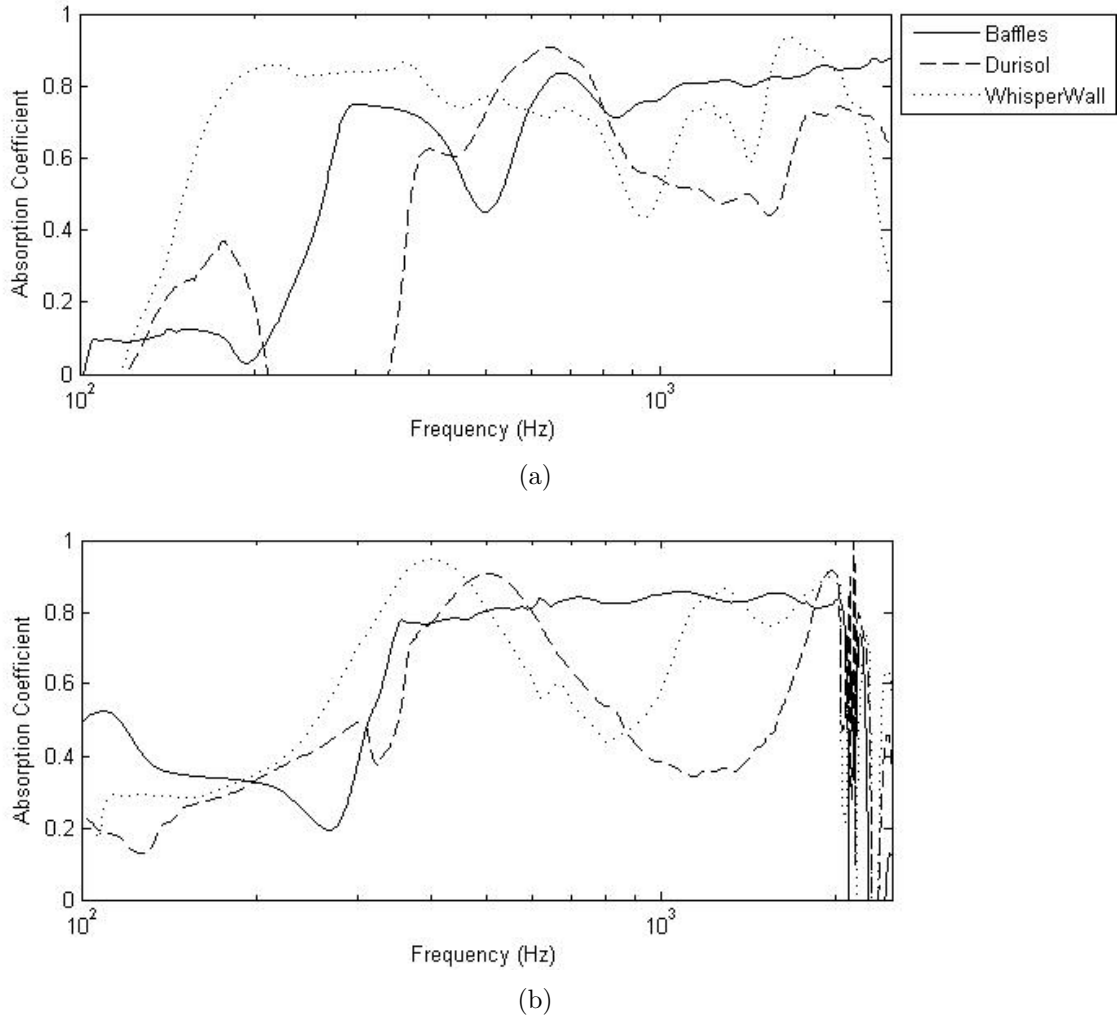 1
0.8
0.6
0.4
0.2
0
Absorption Coefficient
10²
10³
Frequency (Hz)
Baffles
Durisol
WhisperWall
(a)
1
0.8
0.6
0.4
0.2
0
Absorption Coefficient
10²
10³
Frequency (Hz)
(b)